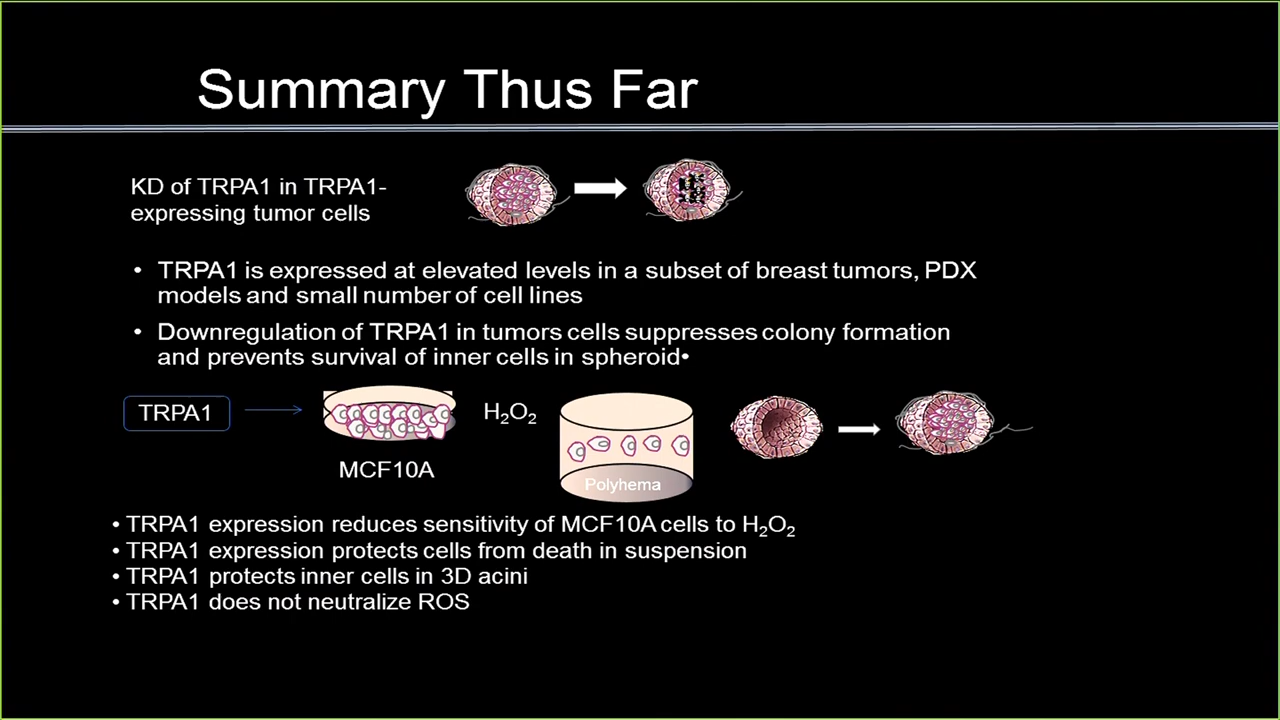 Summary Thus Far
KD of TRPA1 in TRPA1-
expressing tumor cells
• TRPA1 is expressed at elevated levels in a subset of breast tumors, PDX
models and small number of cell lines
• Downregulation of TRPA1 in tumors cells suppresses colony formation
and prevents survival of inner cells in spheroid•
TRPA1
H₂O₂
MCF10A
Polyhema
• TRPA1 expression reduces sensitivity of MCF10A cells to H₂O₂
• TRPA1 expression protects cells from death in suspension
• TRPA1 protects inner cells in 3D acini
• TRPA1 does not neutralize ROS